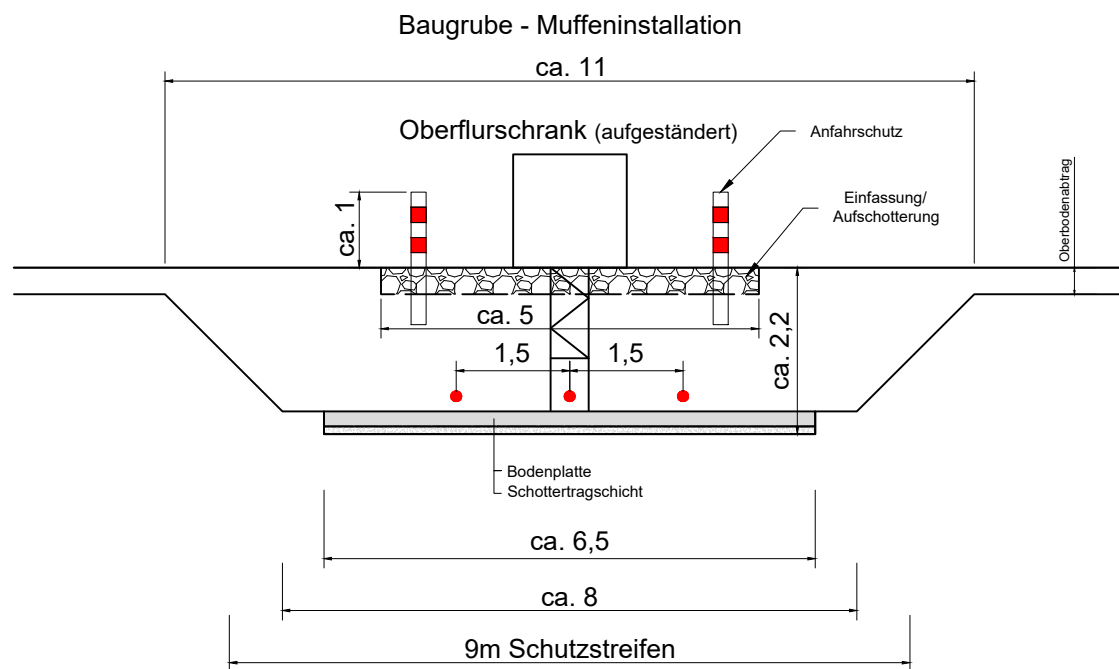 Baugrube - Muffeninstallation
ca. 11
Oberflurschrank (aufgeständert)
Anfahrschutz
Einfassung/
Aufschotterung
Oberbodenabtrag
ca. 1
ca. 5
1,5
1,5
ca. 2,2
Bodenplatte
Schottertragschicht
ca. 6,5
ca. 8
9m Schutzstreifen